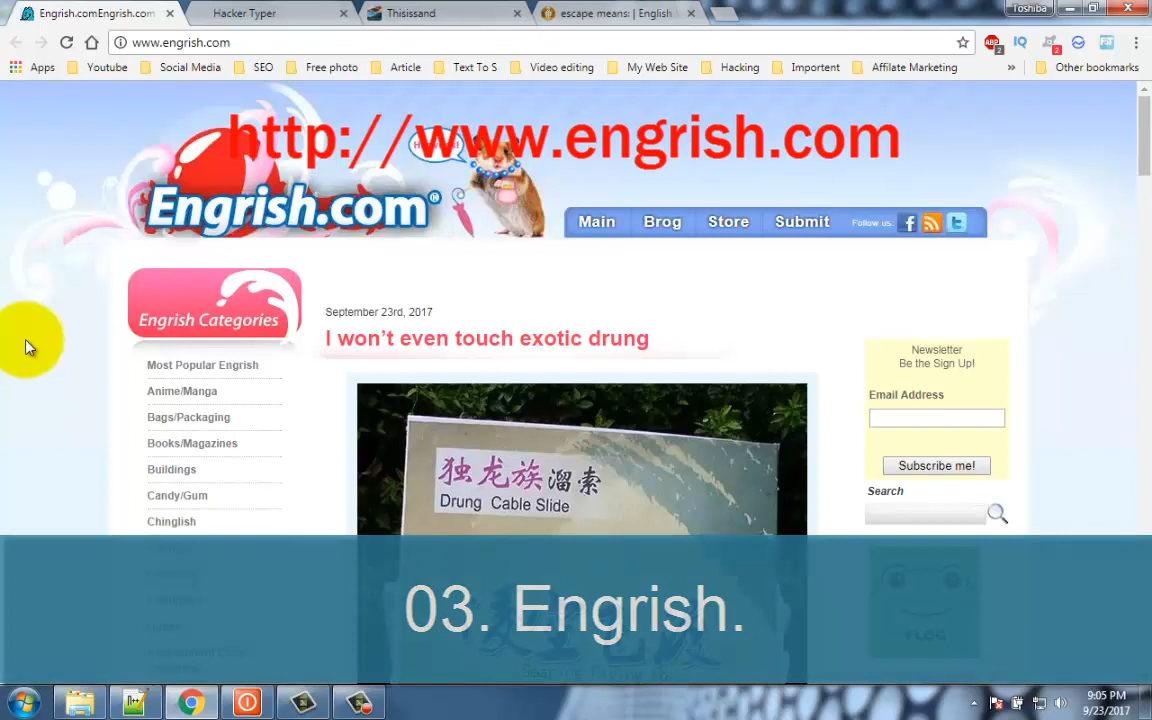 Engrish.comEngrish.com
Hacker Typer
Thisissand
escape means: | English
Toshiba
www.engrish.com
Apps
Youtube
Social Media
SEO
Free photo
Article
Text To S
Video editing
My Web Site
Hacking
Importent
Affilate Marketing
Other bookmarks
http://www.engrish.com
Engrish.com®
Main
Brog
Store
Submit
Follow us:
Engrish Categories
September 23rd, 2017
I won't even touch exotic drung
Most Popular Engrish
Anime/Manga
Bags/Packaging
Books/Magazines
Buildings
Candy/Gum
Chinglish
独龙族溜索
Drung Cable Slide
Newsletter
Be the Sign Up!
Email Address
Subscribe me!
Search
03. Engrish.
9:05 PM
9/23/2017